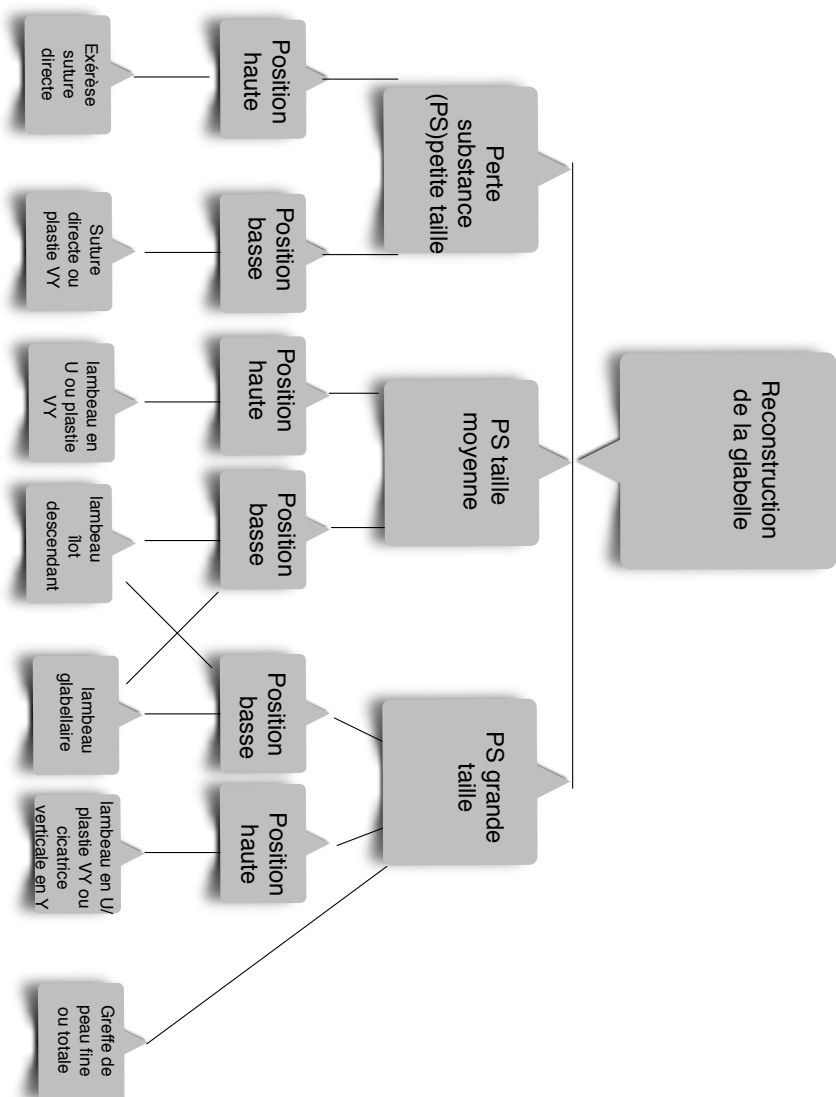 Reconstruction
de la glabelle
Perte
substance
(PS)petite taille
PS taille
moyenne
PS grande
taille
Position
haute
Position
basse
Position
haute
Position
basse
Position
basse
Position
haute
Exérèse
suture
directe
Suture
directe ou
plastie VY
lambeau en
U ou plastie
VY
lambeau
îlot
descendant
lambeau
glabellaire
lambeau en U/
plastie VY ou
cicatrice
verticale en Y
Greffe de
peau fine
ou totale